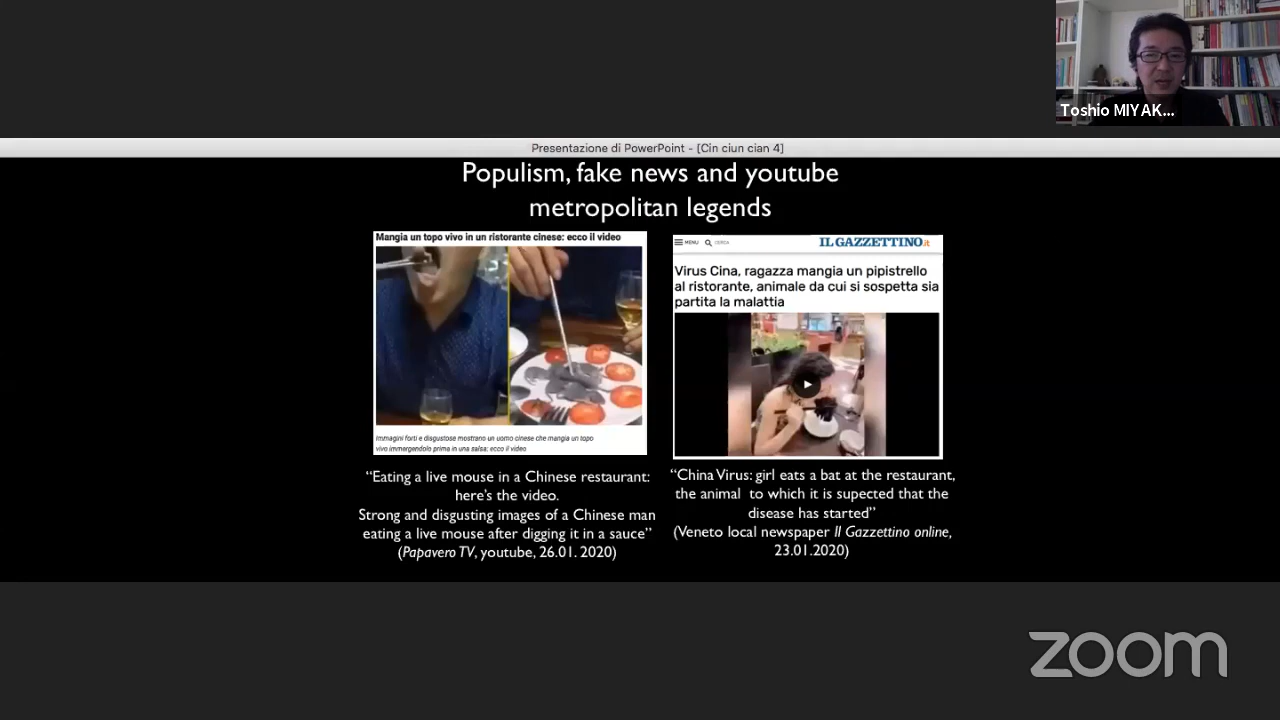 Toshio MIYAK...
Presentazione di PowerPoint - [Cin ciun cian 4]
Populism, fake news and youtube
metropolitan legends
Mangia un topo vivo in un ristorante cinese: ecco il video
Immagini forti e disgustose mostrano un uomo cinese che mangia un topo
vivo immergendolo prima in una salsa: ecco il video
"Eating a live mouse in a Chinese restaurant:
here's the video.
Strong and disgusting images of a Chinese man
eating a live mouse after digging it in a sauce"
(Papavero TV, youtube, 26.01. 2020)
MENU CERCA IL GAZZETTINO.it
Virus Cina, ragazza mangia un pipistrello
al ristorante, animale da cui si sospetta sia
partita la malattia
"China Virus: girl eats a bat at the restaurant,
the animal to which it is supected that the
disease has started"
(Veneto local newspaper Il Gazzettino online,
23.01.2020)
zoom